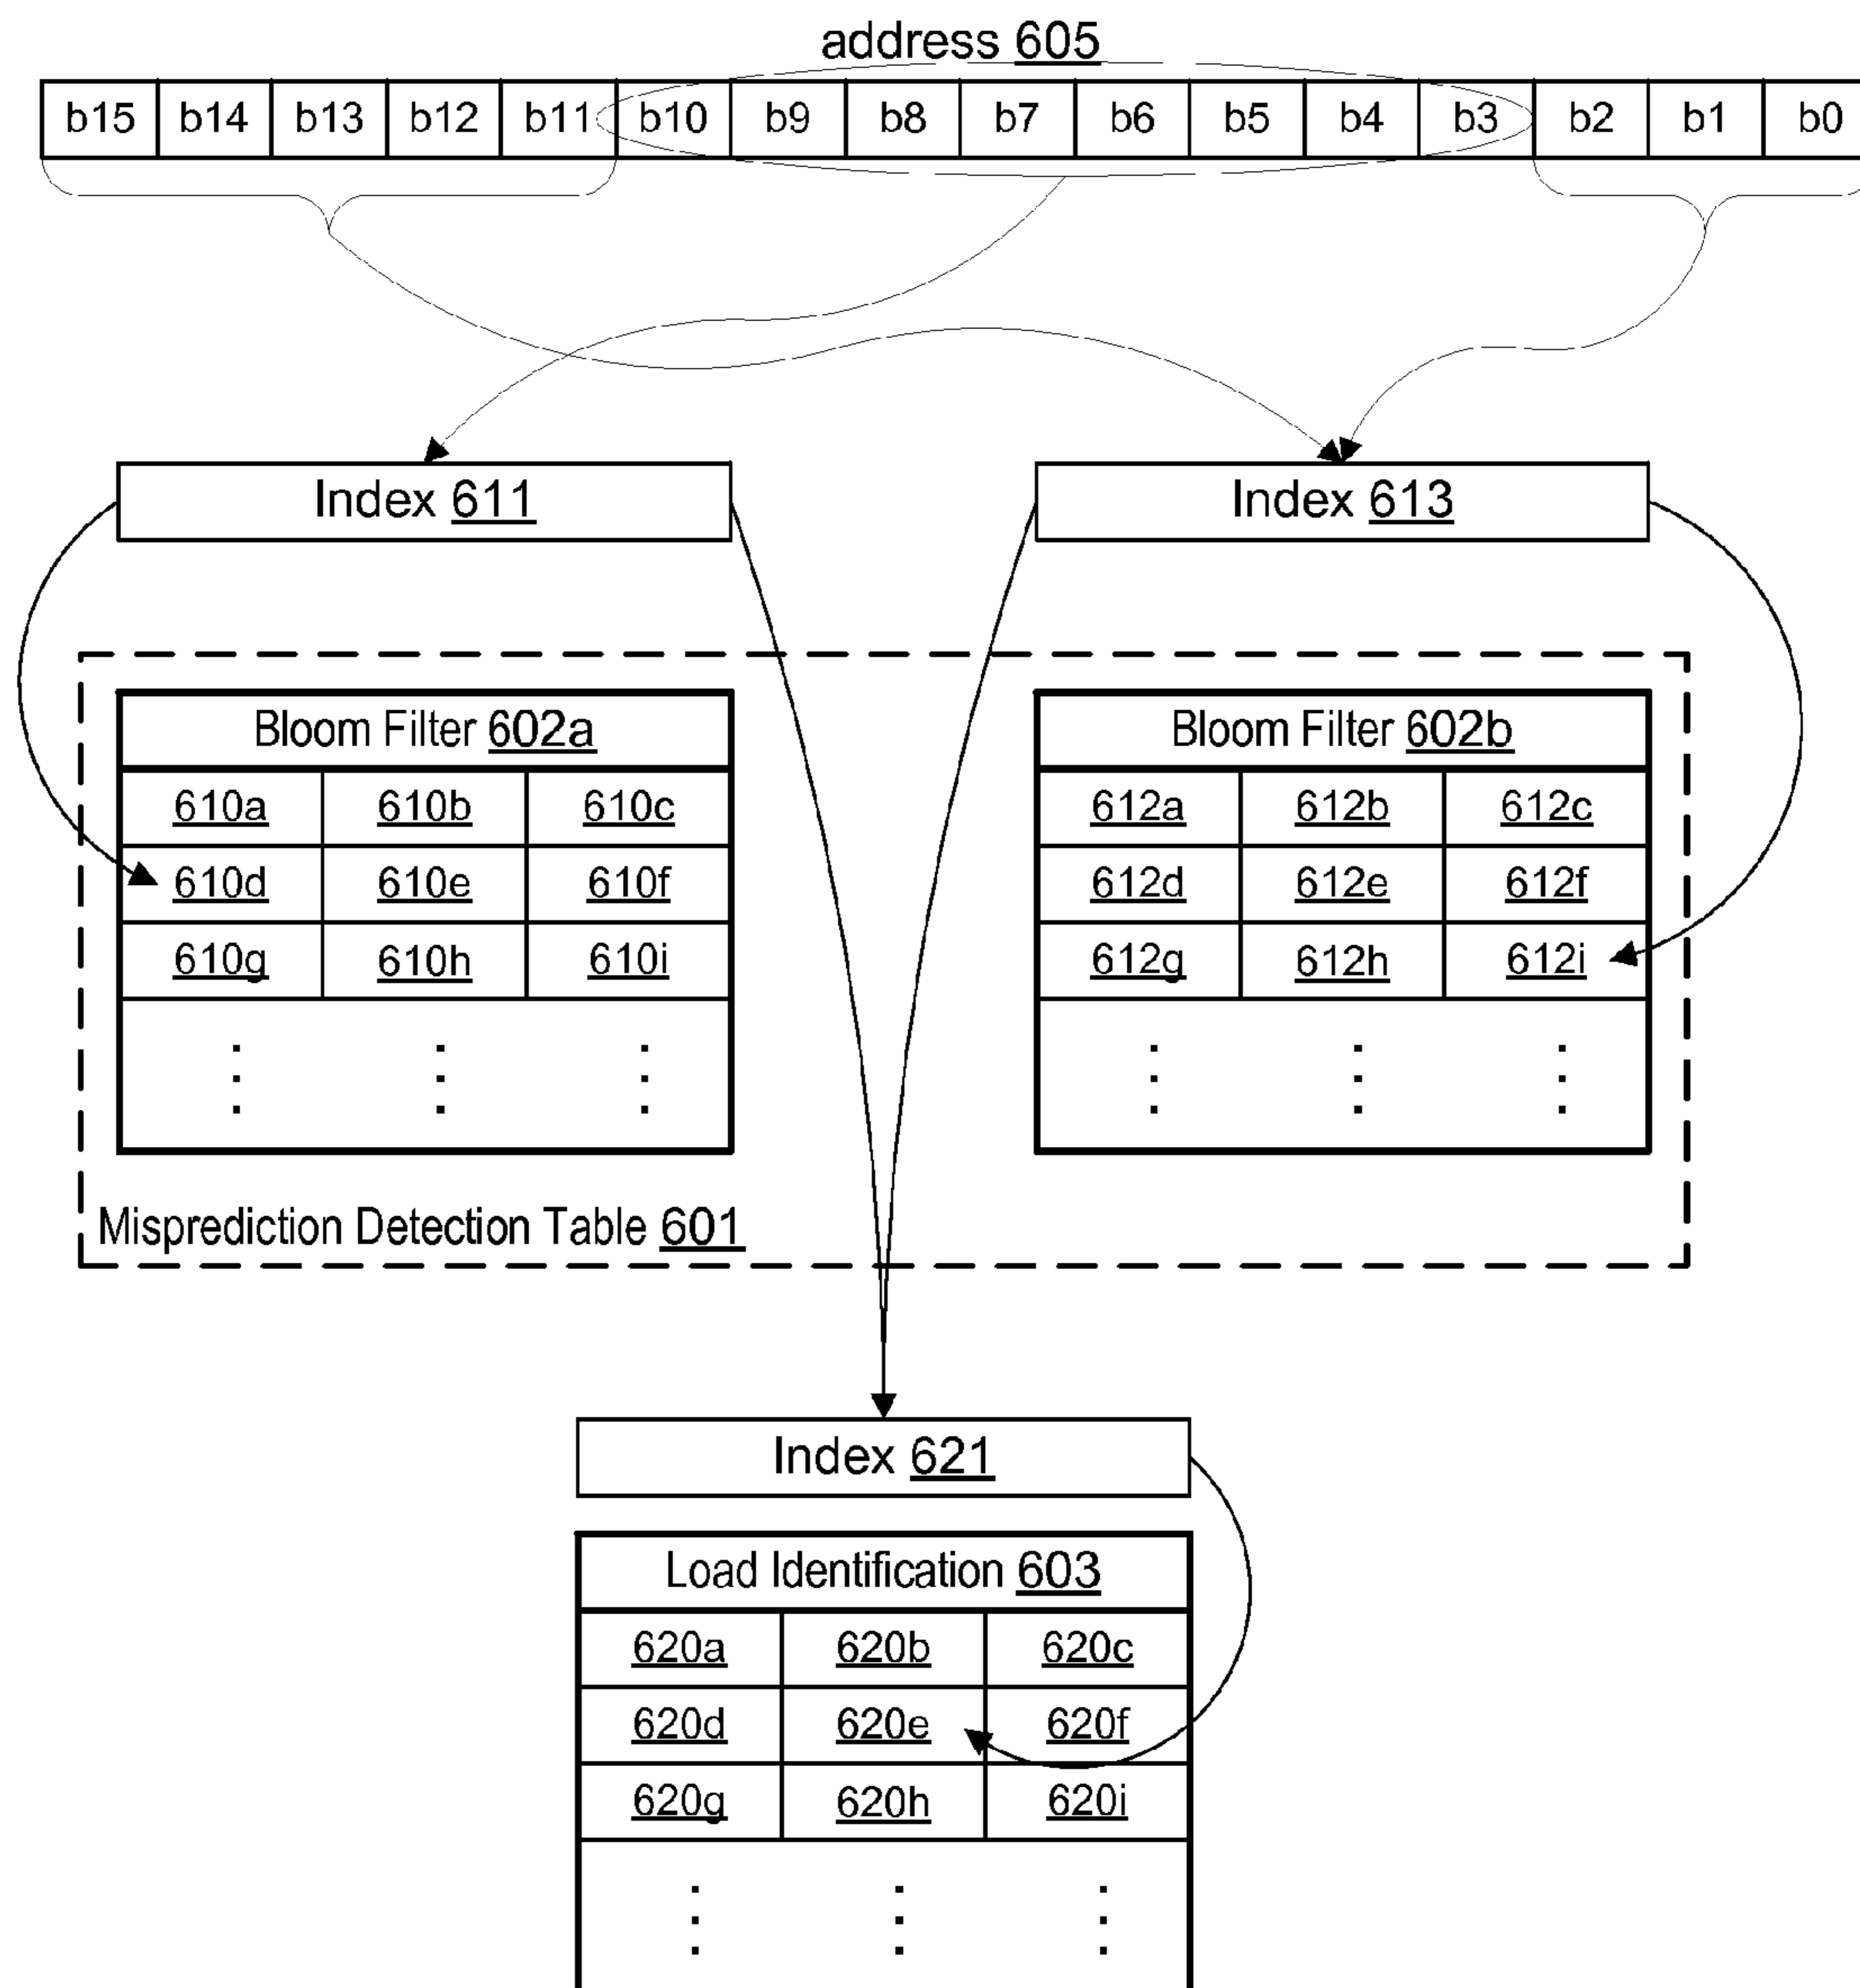 address 605
b15 b14 b13 b12 b11 b10 b9 b8 b7 b6 b5 b4 b3 b2 b1 b0
Index 611 Index 613
Bloom Filter 602a Bloom Filter 602b
610a 610b 610c 612a 612b 612c
610d 610e 610f 612d 612e 612f
610g 610h 610i 612g 612h 612i
Misprediction Detection Table 601
Index 621
Load Identification 603
620a 620b 620c
620d 620e 620f
620g 620h 620i